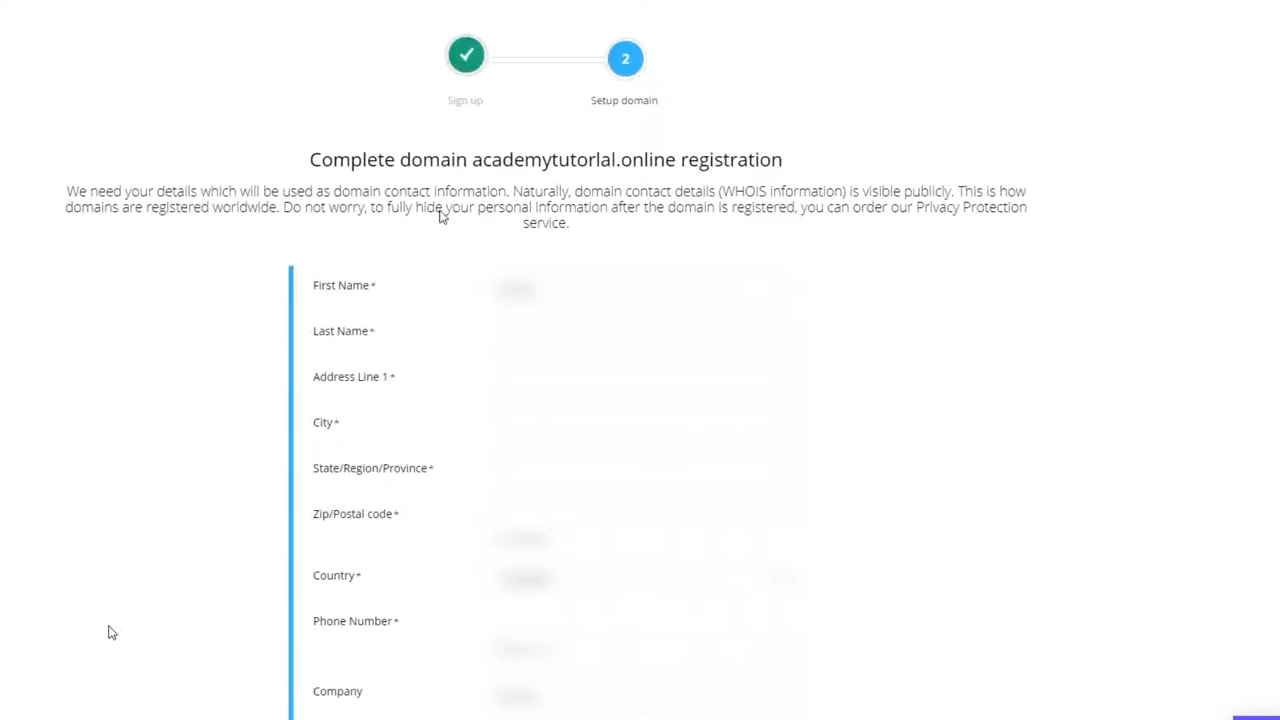 2
Sign up
Setup domain
Complete domain academytutorlal.online registration
We need your details which will be used as domain contact information. Naturally, domain contact details (WHOIS information) is visible publicly. This is how
domains are registered worldwide. Do not worry, to fully hide your personal information after the domain is registered, you can order our Privacy Protection
service.
First Name*
Last Name*
Address Line 1*
City*
State/Region/Province*
Zip/Postal code*
Country*
Phone Number*
Company